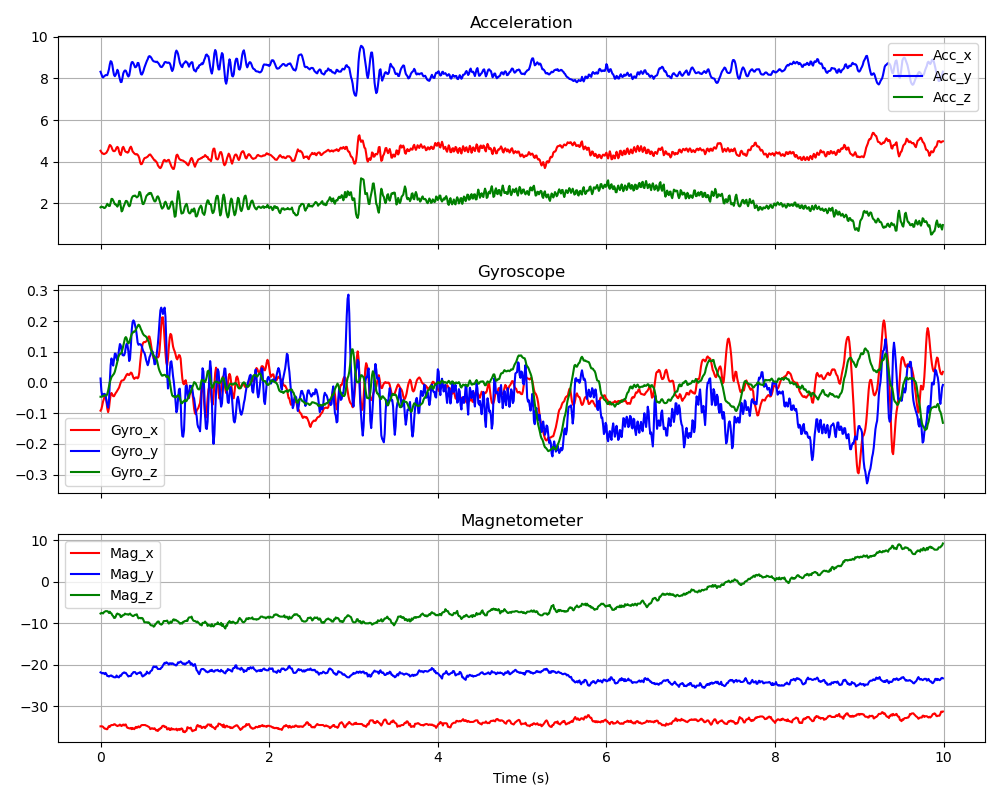 Acceleration
10
8
6
4
2
Acc_x
Acc_y
Acc_z
Gyroscope
0.3
0.2
0.1
0.0
−0.1
−0.2
−0.3
Gyro_x
Gyro_y
Gyro_z
Magnetometer
10
0
−10
−20
−30
Mag_x
Mag_y
Mag_z
0 2 4 6 8 10
Time (s)